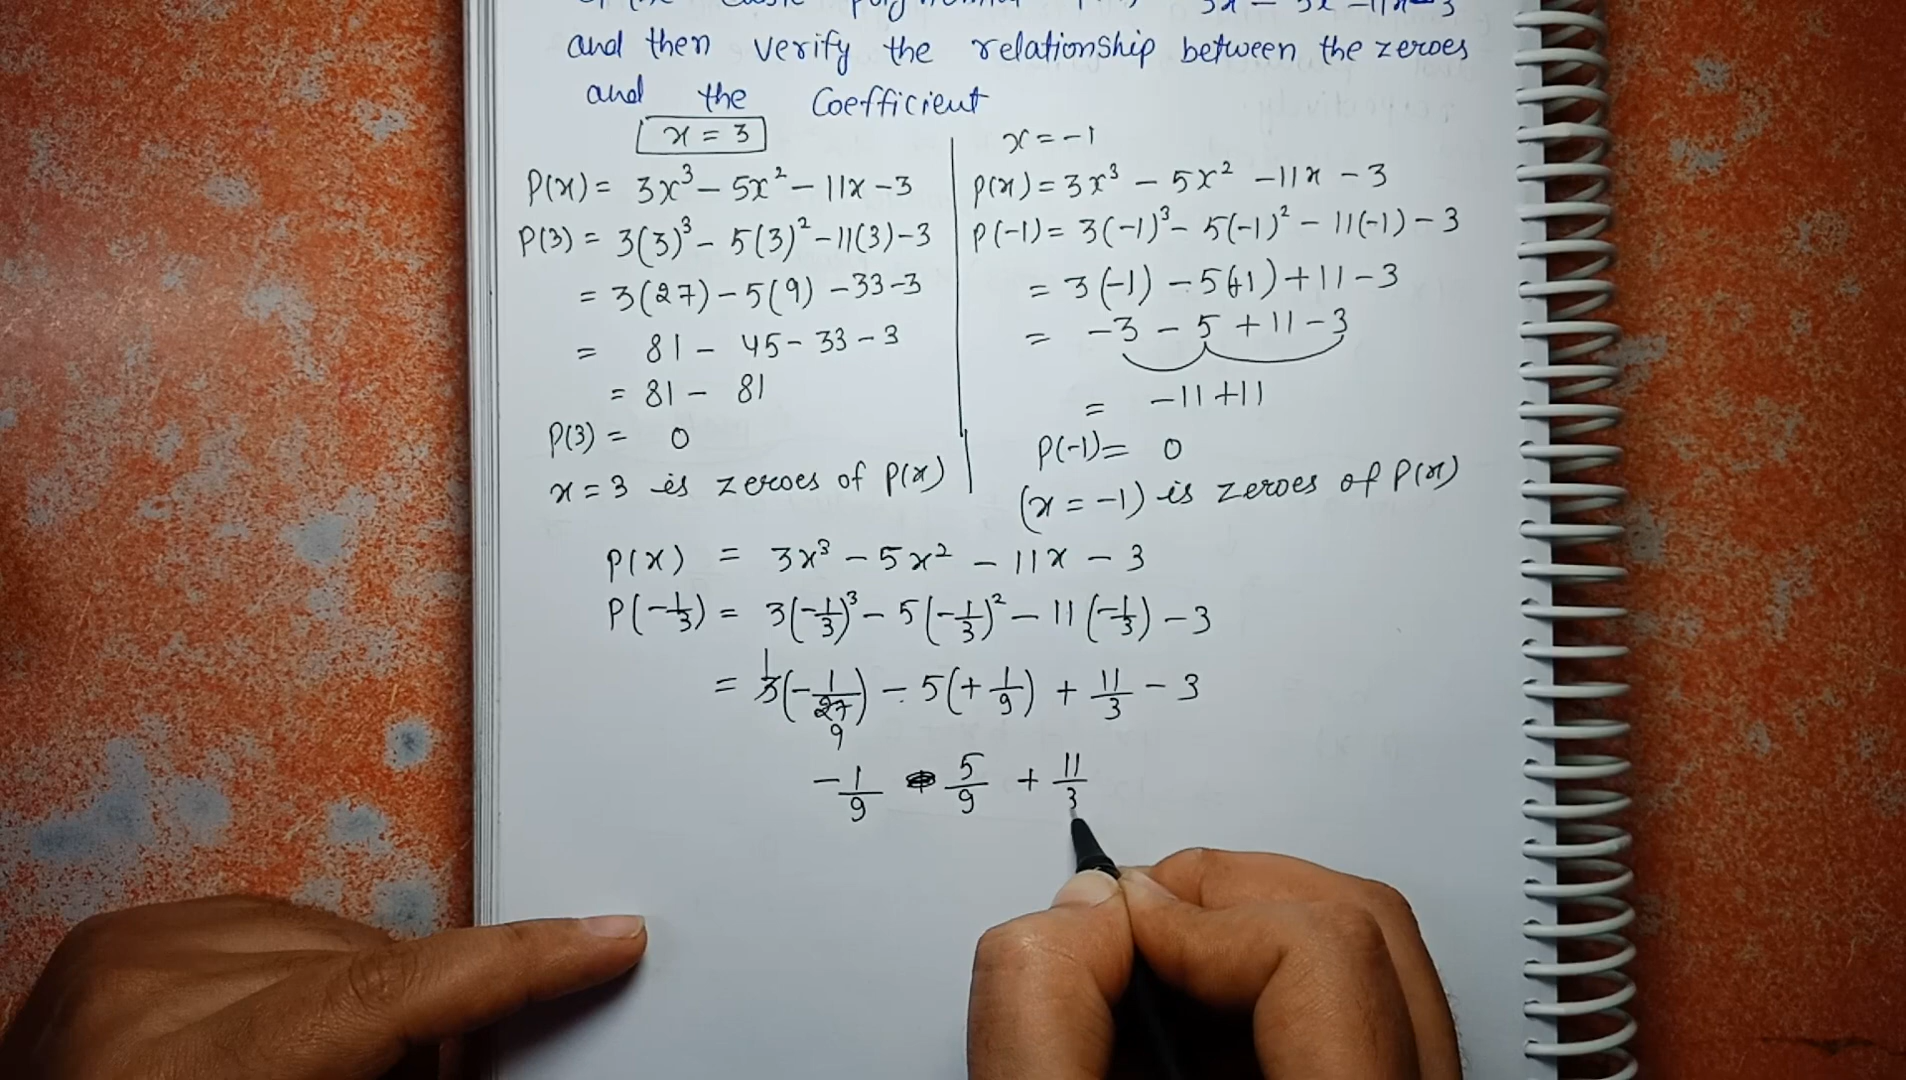 and then verify the relationship between the zeroes
and the Coefficient
x = 3
P(x) = 3x³ - 5x² - 11x - 3
P(3) = 3(3)³ - 5(3)² - 11(3) - 3
= 3(27) - 5(9) - 33 - 3
= 81 - 45 - 33 - 3
= 81 - 81
P(3) = 0
x = 3 is zeroes of P(x)
x = -1
P(x) = 3x³ - 5x² - 11x - 3
P(-1) = 3(-1)³ - 5(-1)² - 11(-1) - 3
= 3(-1) - 5(+1) + 11 - 3
= -3 - 5 + 11 - 3
= -11 + 11
P(-1) = 0
(x = -1) is zeroes of P(x)
P(x) = 3x³ - 5x² - 11x - 3
P(-1/3) = 3(-1/3)³ - 5(-1/3)² - 11(-1/3) - 3
= 3(-1/27) - 5(+1/9) + 11/3 - 3
1
9
-1/9 5/9 + 11/3